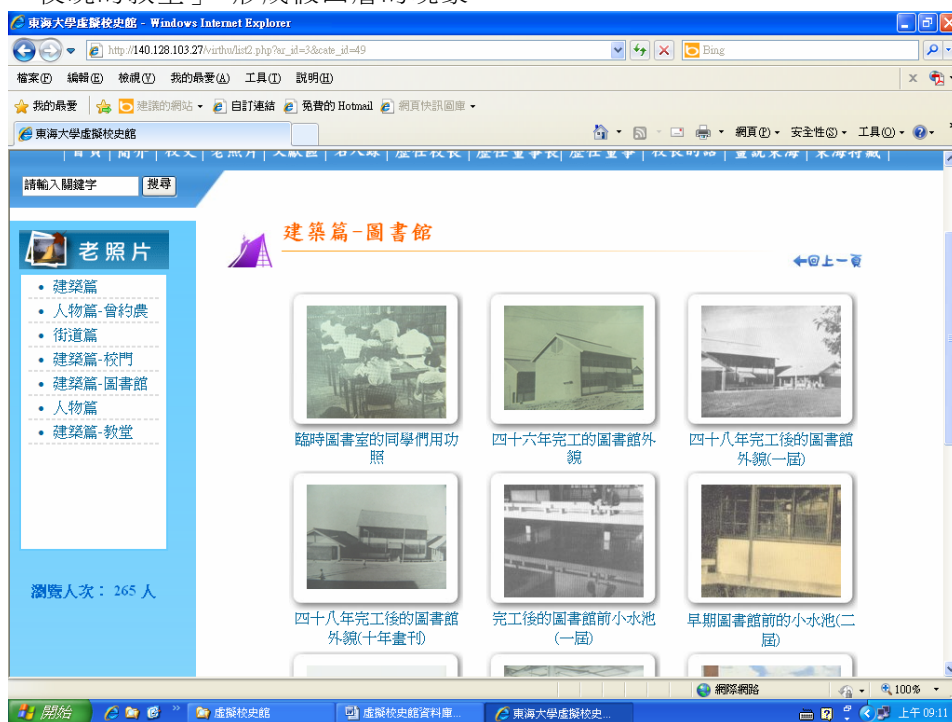 東海大學虛擬校史館 - Windows Internet Explorer
http://140.128.103.27/virthu/list2.php?ar_id=3&cate_id=49
Bing
檔案(F) 編輯(E) 檢視(V) 我的最愛(A) 工具(T) 說明(H)
我的最愛 建議的網站 自訂連結 免費的 Hotmail 網頁快訊圖庫
東海大學虛擬校史館
網頁(P) 安全性(S) 工具(O)
請輸入關鍵字 搜尋
建築篇-圖書館
回上一頁
老照片
• 建築篇
• 人物篇-曾約農
• 街道篇
• 建築篇-校門
• 建築篇-圖書館
• 人物篇
• 建築篇-教堂
瀏覽人次： 265 人
臨時圖書室的同學們用功
照
四十六年完工的圖書館外
貌
四十八年完工後的圖書館
外貌(一屆)
四十八年完工後的圖書館
外貌(十年畫刊)
完工後的圖書館前小水池
(一屆)
早期圖書館前的小水池(二
屆)
網際網路
100%
開始
虛擬校史館
虛擬校史館資料庫...
東海大學虛擬校史...
上午 09:11